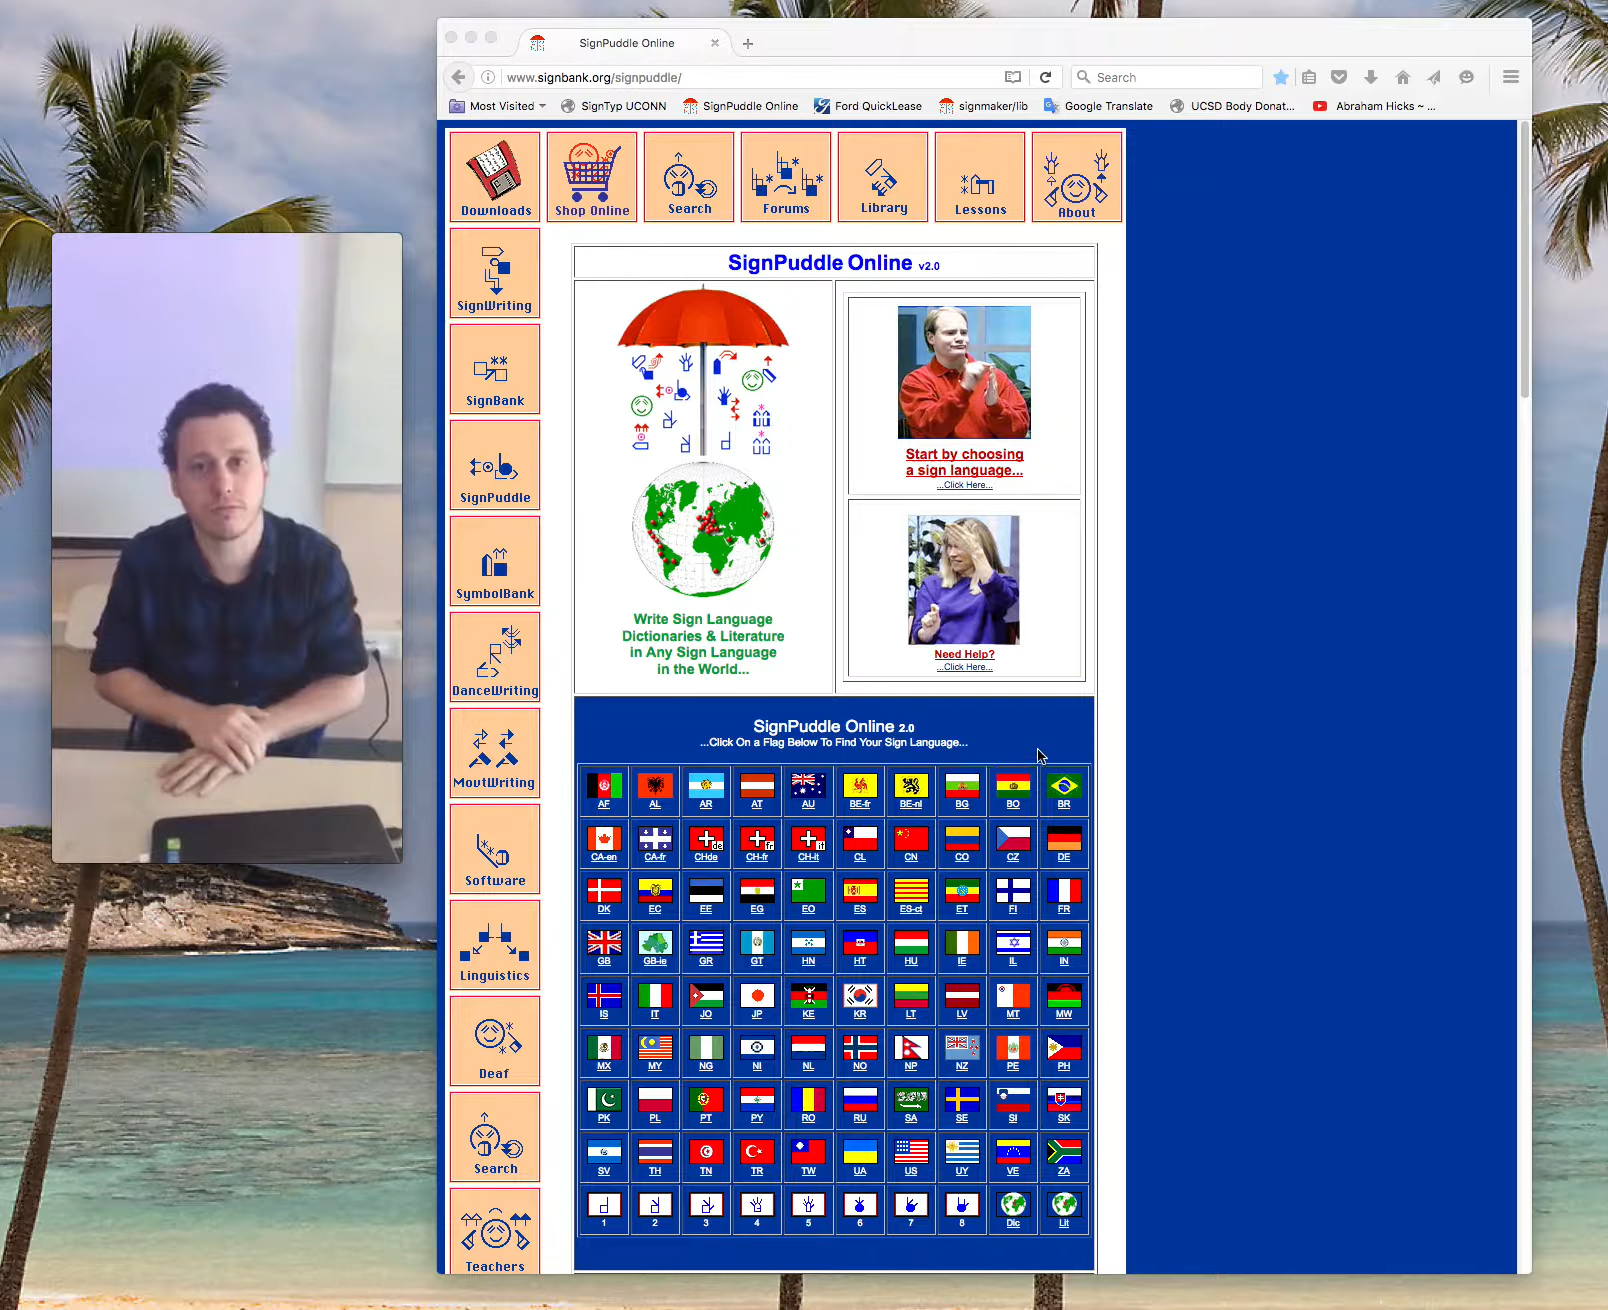 SignPuddle Online
www.signbank.org/signpuddle/
Search
Most Visited
SignTyp UCONN
SignPuddle Online
Ford QuickLease
signmaker/lib
Google Translate
UCSD Body Donat...
Abraham Hicks ~ ...
Downloads
Shop Online
Search
Forums
Library
Lessons
About
SignWriting
SignBank
SignPuddle
SymbolBank
DanceWriting
MovtWriting
Software
Linguistics
Deaf
Search
Teachers
SignPuddle Online v2.0
Write Sign Language
Dictionaries & Literature
in Any Sign Language
in the World...
Start by choosing
a sign language...
...Click Here...
Need Help?
...Click Here...
SignPuddle Online 2.0
...Click On a Flag Below To Find Your Sign Language...
AF AL AR AT AU BE-fr BE-nl BG BO BR
de fr it
CA-en CA-fr CHde CH-fr CH-it CL CN CO CZ DE
DK EC EE EG EO ES ES-ct ET FI FR
GB GB-ie GR GT HN HT HU IE IL IN
IS IT JO JP KE KR LT LV MT MW
MX MY NG NI NL NO NP NZ PE PH
PK PL PT PY RO RU SA SE SI SK
SV TH TN TR TW UA US UY VE ZA
1 2 3 4 5 6 7 8 Dic Lit